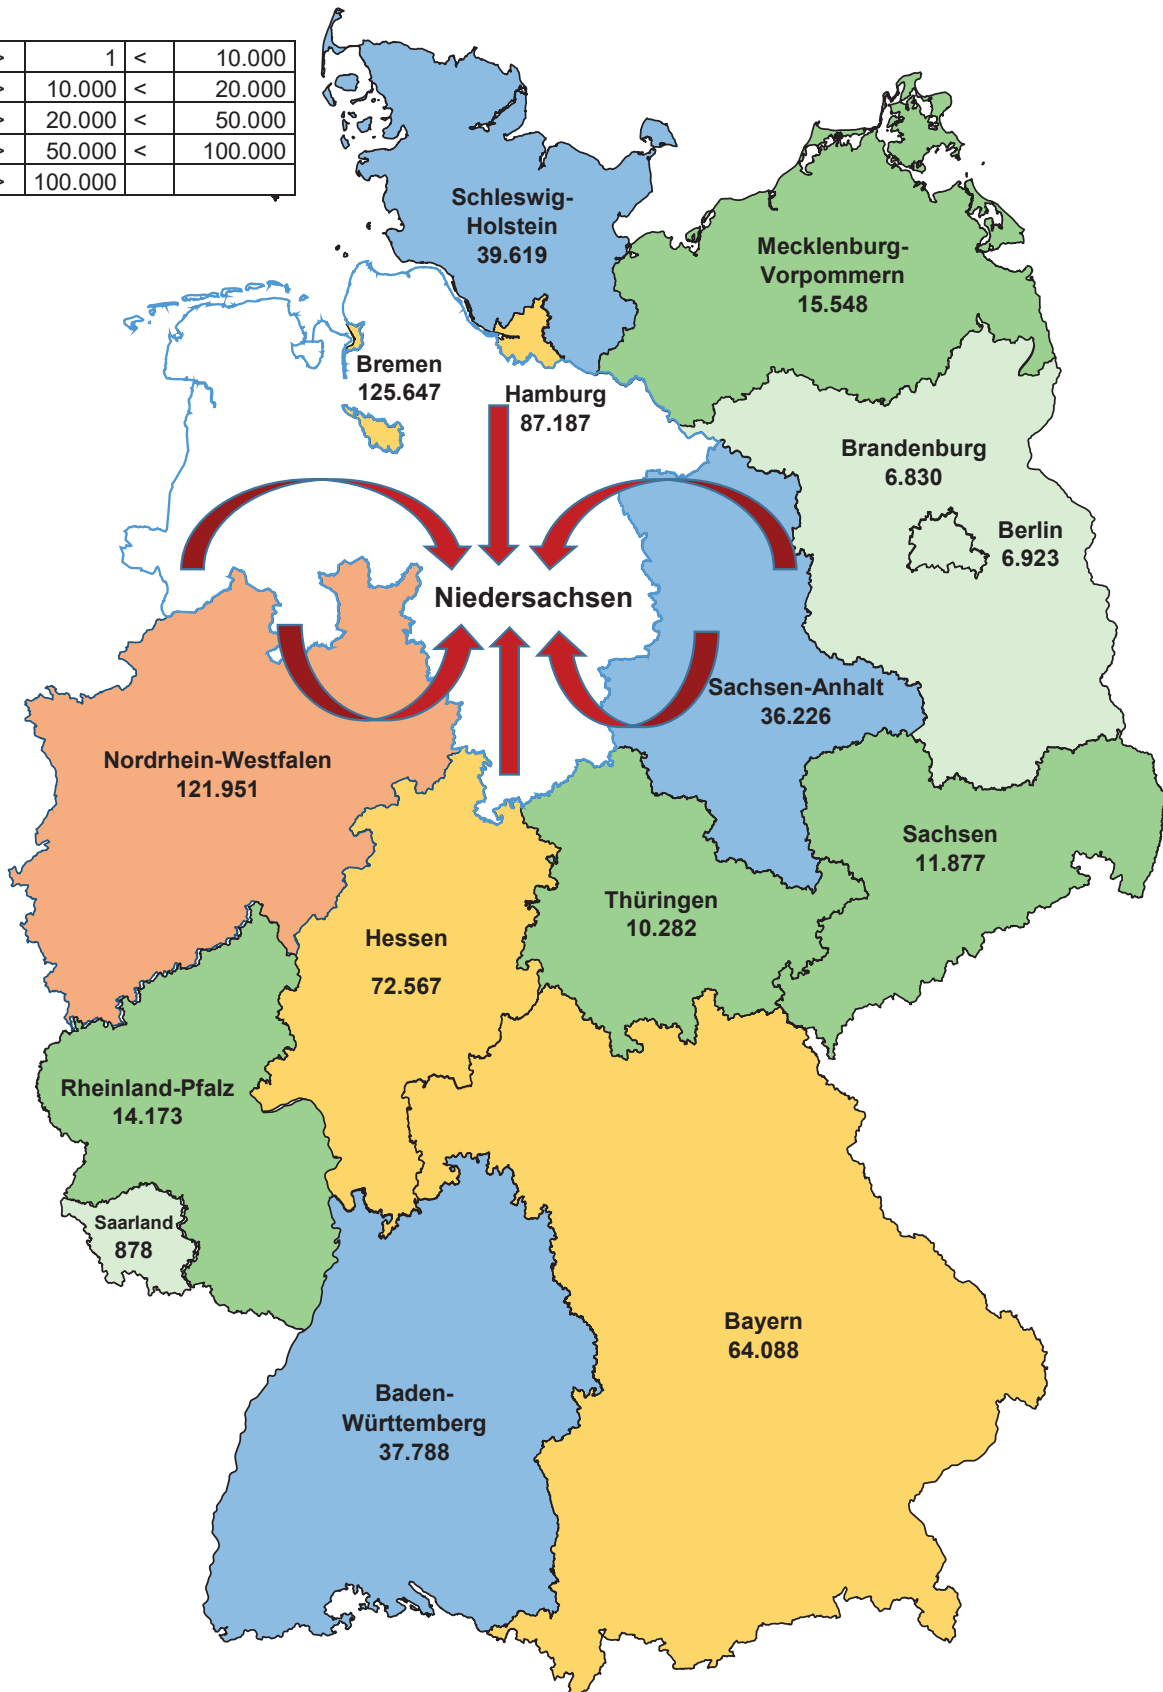 > 1 < 10.000
> 10.000 < 20.000
> 20.000 < 50.000
> 50.000 < 100.000
> 100.000
Schleswig-
Holstein
39.619
Mecklenburg-
Vorpommern
15.548
Bremen
125.647
Hamburg
87.187
Brandenburg
6.830
Berlin
6.923
Niedersachsen
Sachsen-Anhalt
36.226
Nordrhein-Westfalen
121.951
Sachsen
11.877
Thüringen
10.282
Hessen
72.567
Rheinland-Pfalz
14.173
Saarland
878
Bayern
64.088
Baden-
Württemberg
37.788